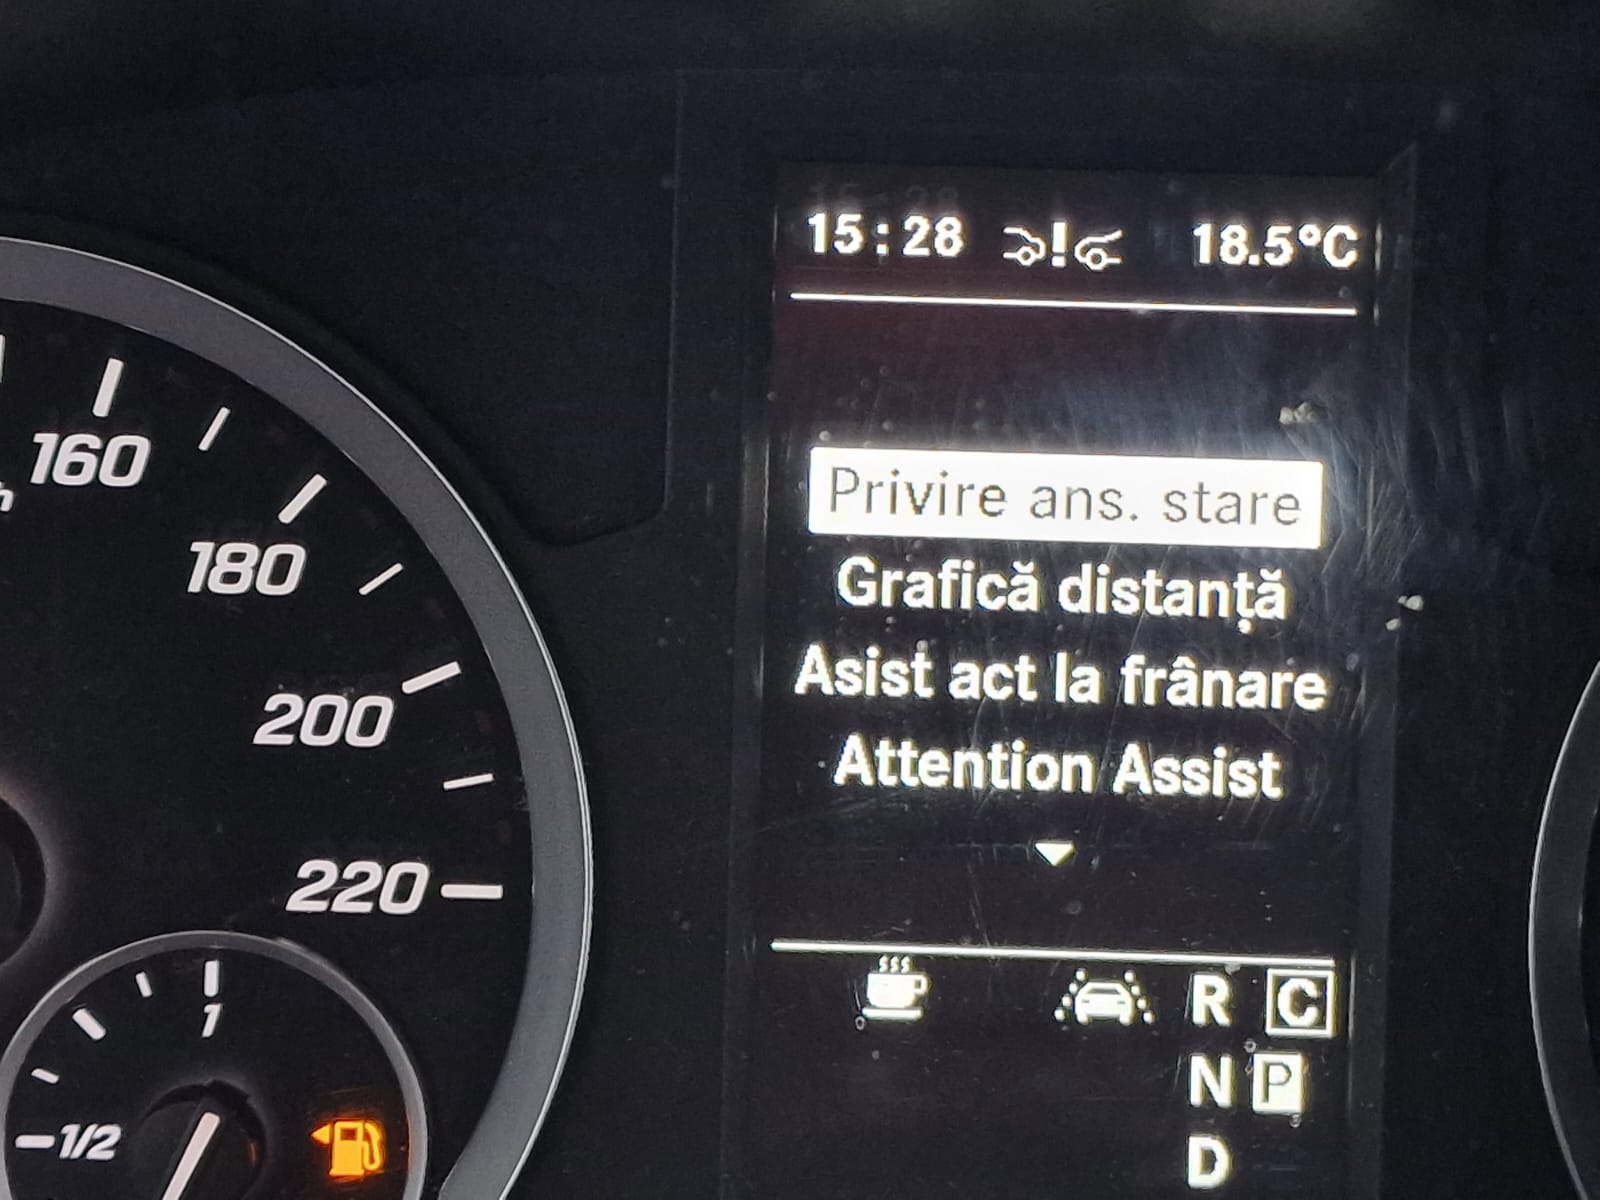 15:28 ! 18.5°C
Privire ans. stare
Grafică distanță
Asist act la frânare
Attention Assist
R C
N P
D
160
180
200
220
1
1/2